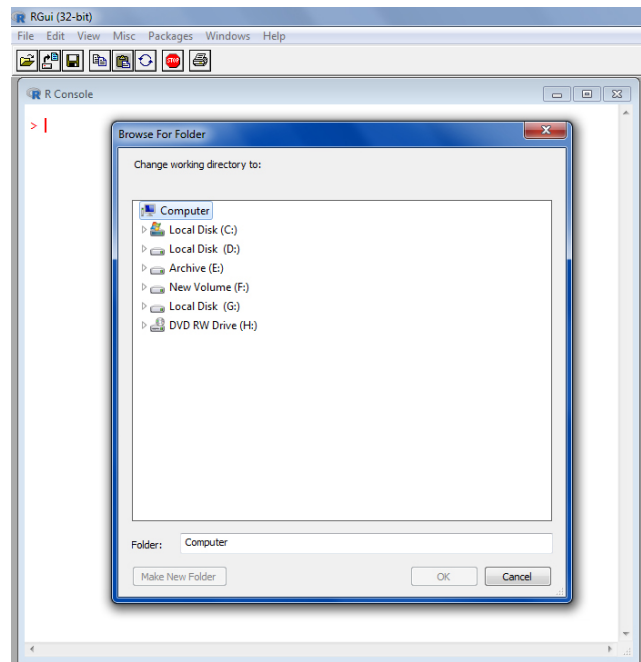 RGui (32-bit)
File Edit View Misc Packages Windows Help
STOP
R Console
>
Browse For Folder
Change working directory to:
Computer
Local Disk (C:)
Local Disk (D:)
Archive (E:)
New Volume (F:)
Local Disk (G:)
DVD RW Drive (H:)
Folder: Computer
Make New Folder OK Cancel